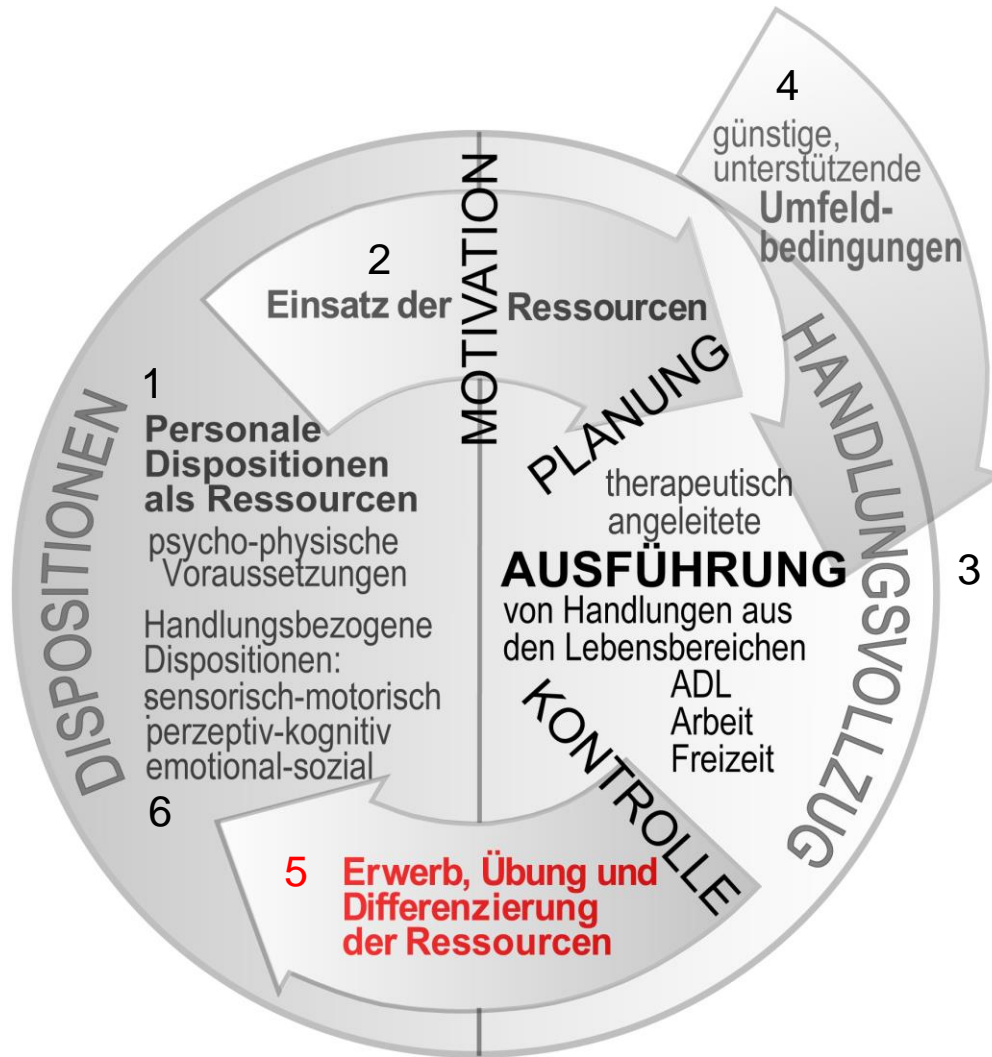 4
günstige,
unterstützende
Umfeld-
bedingungen
MOTIVATION
2
Einsatz der Ressourcen
PLANUNG
HANDLUNGSVOLLZUG
DISPOSITIONEN
1
Personale
Dispositionen
als Ressourcen
psycho-physische
Voraussetzungen
Handlungsbezogene
Dispositionen:
sensorisch-motorisch
perzeptiv-kognitiv
emotional-sozial
6
therapeutisch
angeleitete
AUSFÜHRUNG
3
von Handlungen aus
den Lebensbereichen
ADL
Arbeit
Freizeit
KONTROLLE
5
Erwerb, Übung und
Differenzierung
der Ressourcen